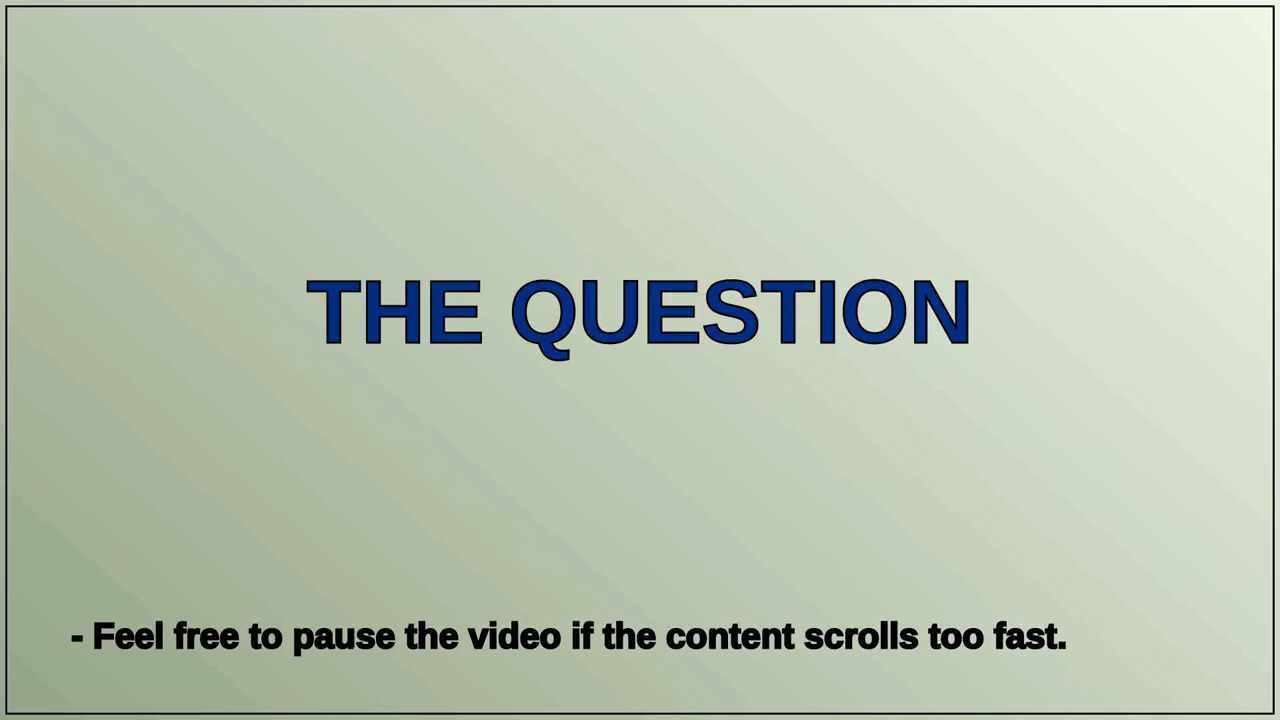 THE QUESTION
- Feel free to pause the video if the content scrolls too fast.